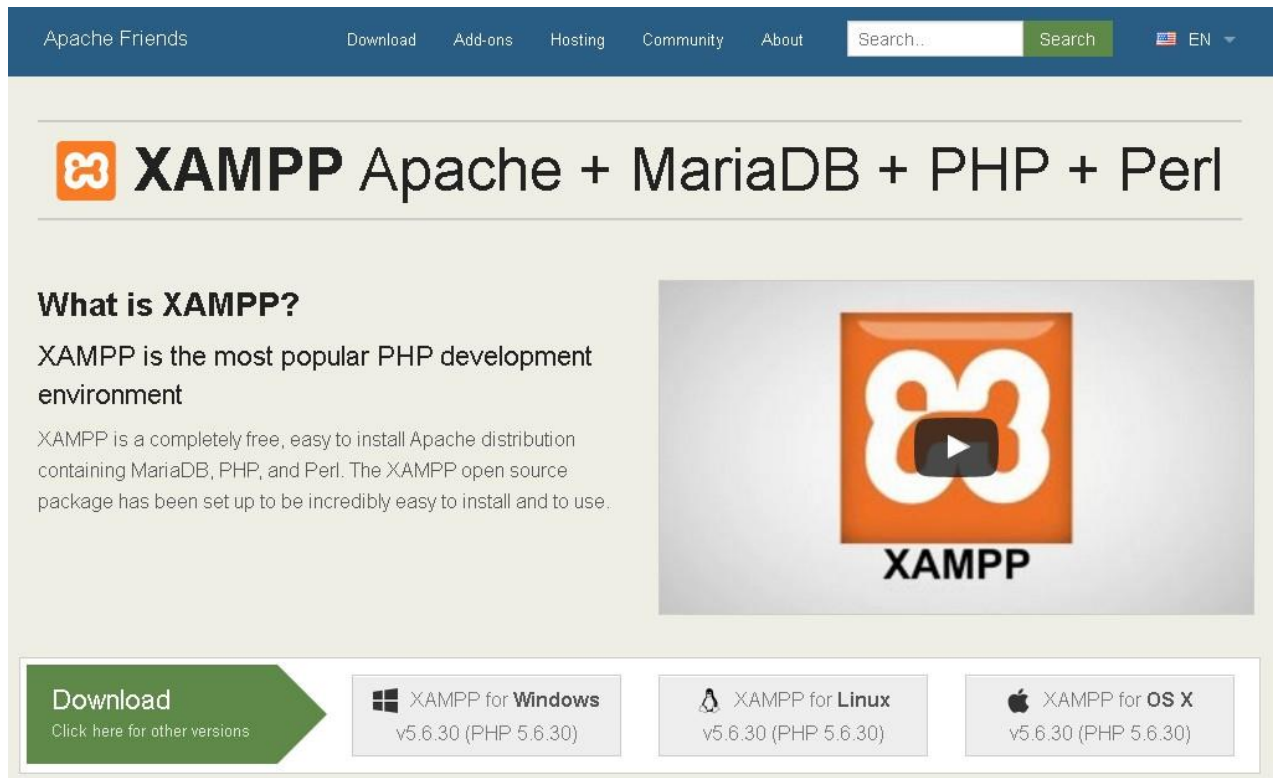 Apache Friends Download Add-ons Hosting Community About Search.. Search EN
XAMPP Apache + MariaDB + PHP + Perl
What is XAMPP?
XAMPP is the most popular PHP development
environment
XAMPP is a completely free, easy to install Apache distribution
containing MariaDB, PHP, and Perl. The XAMPP open source
package has been set up to be incredibly easy to install and to use.
XAMPP
Download
Click here for other versions
XAMPP for Windows
v5.6.30 (PHP 5.6.30)
XAMPP for Linux
v5.6.30 (PHP 5.6.30)
XAMPP for OS X
v5.6.30 (PHP 5.6.30)